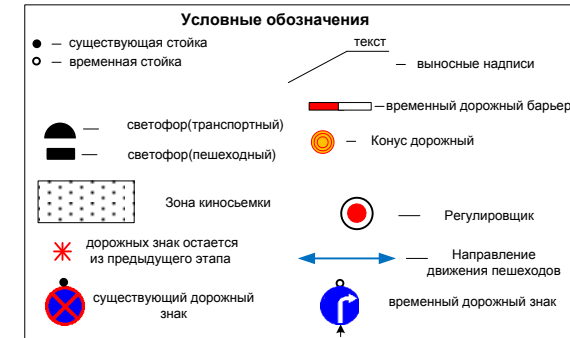 Условные обозначения
— существующая стойка
— временная стойка
текст
— выносные надписи
— светофор(транспортный)
— светофор(пешеходный)
— временный дорожный барьер
— Конус дорожный
Зона киносьемки
— Регулировщик
дорожных знак остается
из предыдущего этапа
— Направление
движения пешеходов
существующий дорожный
знак
временный дорожный знак